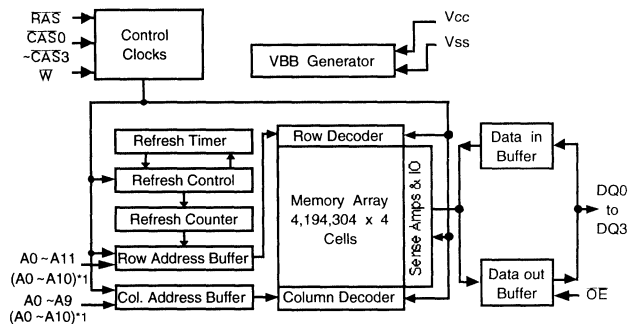 RAS
CAS0
~CAS3
W
Control
Clocks
VBB Generator
Vcc
Vss
Refresh Timer
Refresh Control
Refresh Counter
Row Address Buffer
Col. Address Buffer
A0 ~ A11
(A0 ~ A10)*1
A0 ~ A9
(A0 ~ A10)*1
Row Decoder
Memory Array
4,194,304 x 4
Cells
Column Decoder
Sense Amps & IO
Data in
Buffer
Data out
Buffer
DQ0
to
DQ3
OE